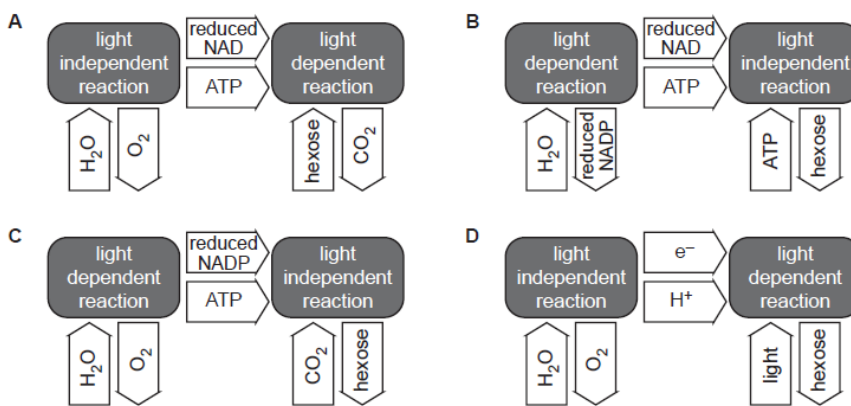 A
light
independent
reaction
reduced
NAD
ATP
light
dependent
reaction
H₂O
O₂
hexose
CO₂
B
light
dependent
reaction
reduced
NAD
ATP
light
independent
reaction
H₂O
reduced
NADP
ATP
hexose
C
light
dependent
reaction
reduced
NADP
ATP
light
independent
reaction
H₂O
O₂
CO₂
hexose
D
light
independent
reaction
e⁻
H⁺
light
dependent
reaction
H₂O
O₂
light
hexose